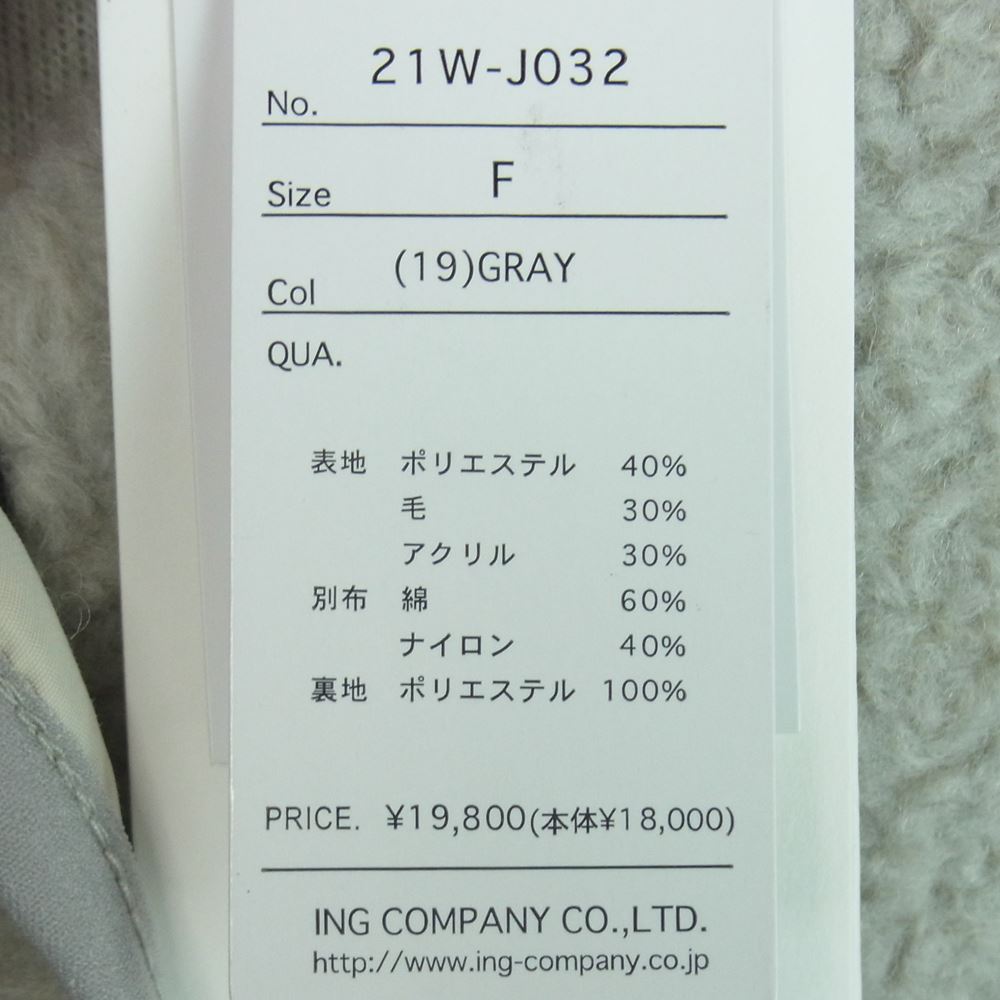 No. 21W-J032
Size F
Col (19)GRAY
QUA.
表地 ポリエステル 40%
毛 30%
アクリル 30%
別布 綿 60%
ナイロン 40%
裏地 ポリエステル 100%
PRICE. ¥19,800(本体¥18,000)
ING COMPANY CO.,LTD.
http://www.ing-company.co.jp